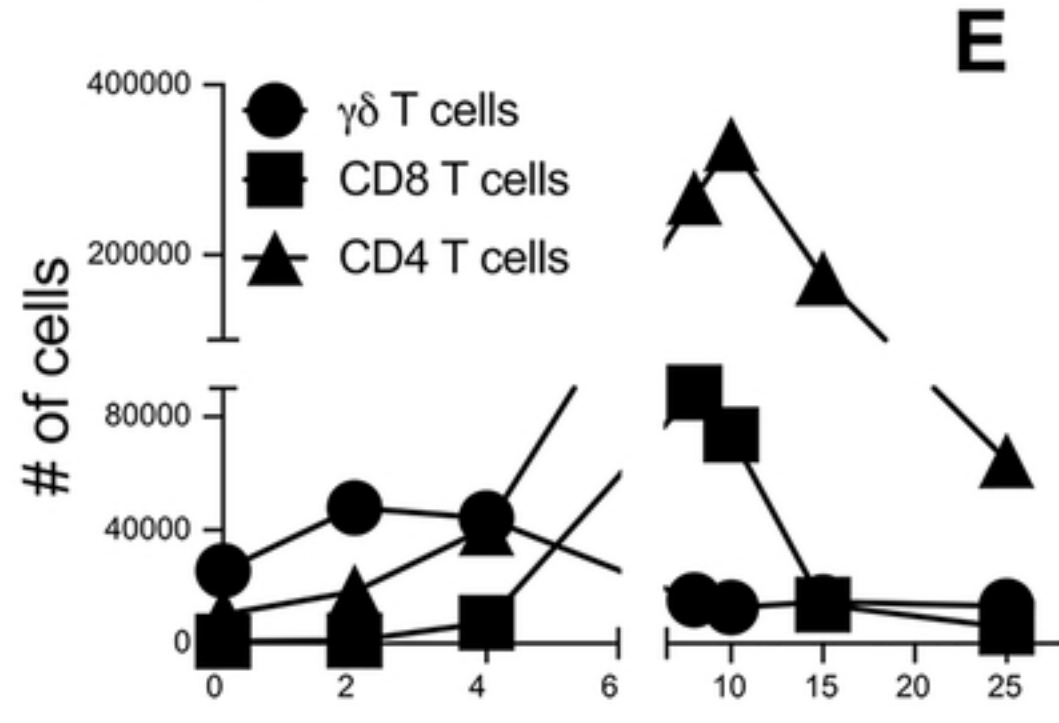 E
400000
γδ T cells
CD8 T cells
200000
CD4 T cells
# of cells
80000
40000
0
0 2 4 6 10 15 20 25